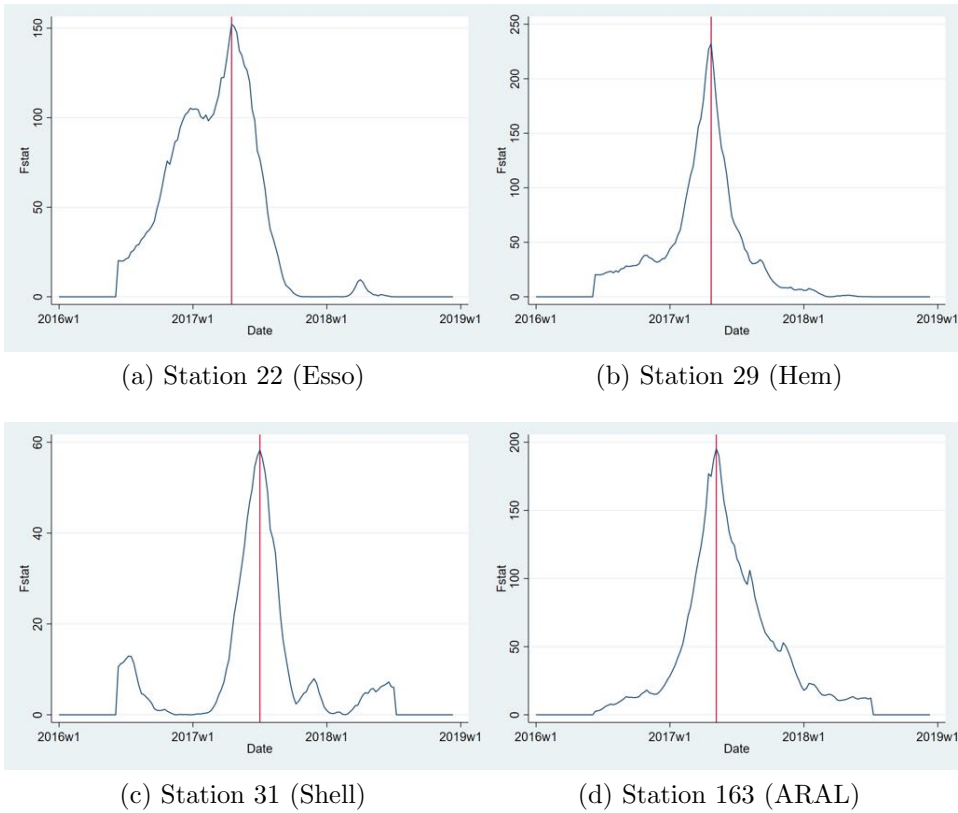 150
100
50
0
Fstat
2016w1 2017w1 2018w1 2019w1
Date
(a) Station 22 (Esso)
250
200
150
100
50
0
Fstat
2016w1 2017w1 2018w1 2019w1
Date
(b) Station 29 (Hem)
60
40
20
0
Fstat
2016w1 2017w1 2018w1 2019w1
Date
(c) Station 31 (Shell)
200
150
100
50
0
Fstat
2016w1 2017w1 2018w1 2019w1
Date
(d) Station 163 (ARAL)